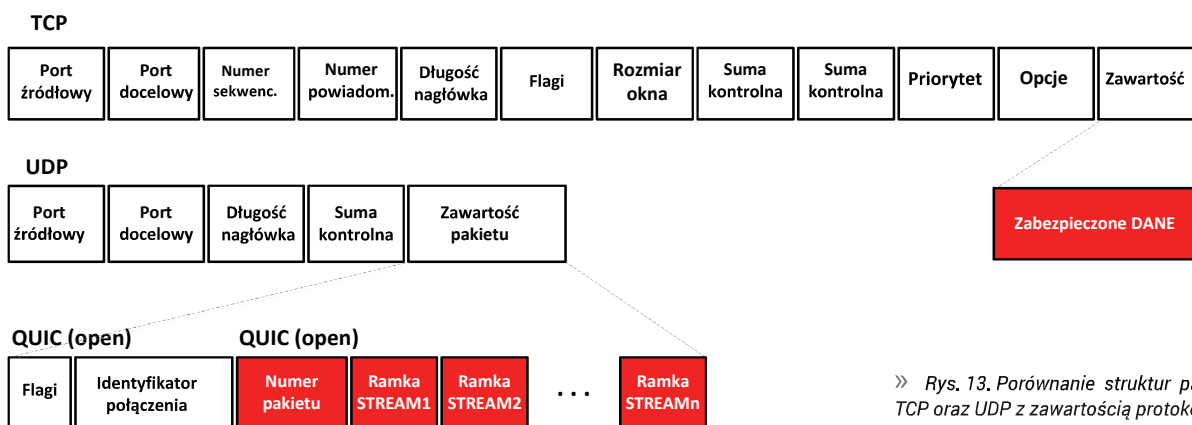 TCP
Port źródłowy
Port docelowy
Numer sekwenc.
Numer powiadom.
Długość nagłówka
Flagi
Rozmiar okna
Suma kontrolna
Suma kontrolna
Priorytet
Opcje
Zawartość
UDP
Port źródłowy
Port docelowy
Długość nagłówka
Suma kontrolna
Zawartość pakietu
Zabezpieczone DANE
QUIC (open)
QUIC (open)
Flagi
Identyfikator połączenia
Numer pakietu
Ramka STREAM1
Ramka STREAM2
...
Ramka STREAMn
» Rys. 13. Porównanie struktur
TCP oraz UDP z zawartością